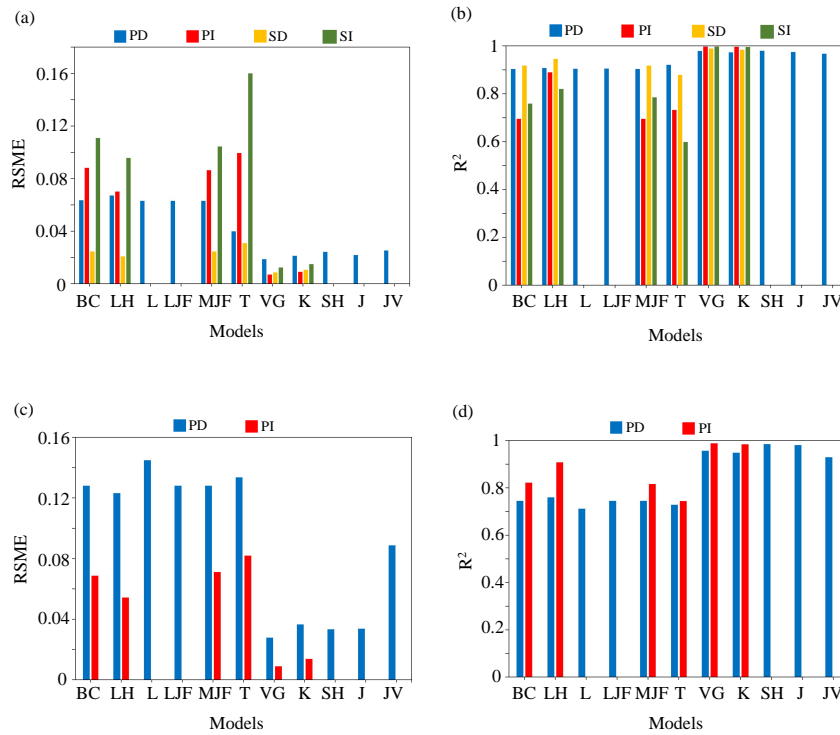 (a)
PD PI SD SI
0.16
0.12
0.08
0.04
0
RSME
BC LH L LJF MJF T VG K SH J JV
Models
(b)
PD PI SD SI
1
0.8
0.6
0.4
0.2
0
R²
BC LH L LJF MJF T VG K SH J JV
Models
(c)
PD PI
0.16
0.12
0.08
0.04
0
RSME
BC LH L LJF MJF T VG K SH J JV
Models
(d)
PD PI
1
0.8
0.6
0.4
0.2
0
R²
BC LH L LJF MJF T VG K SH J JV
Models